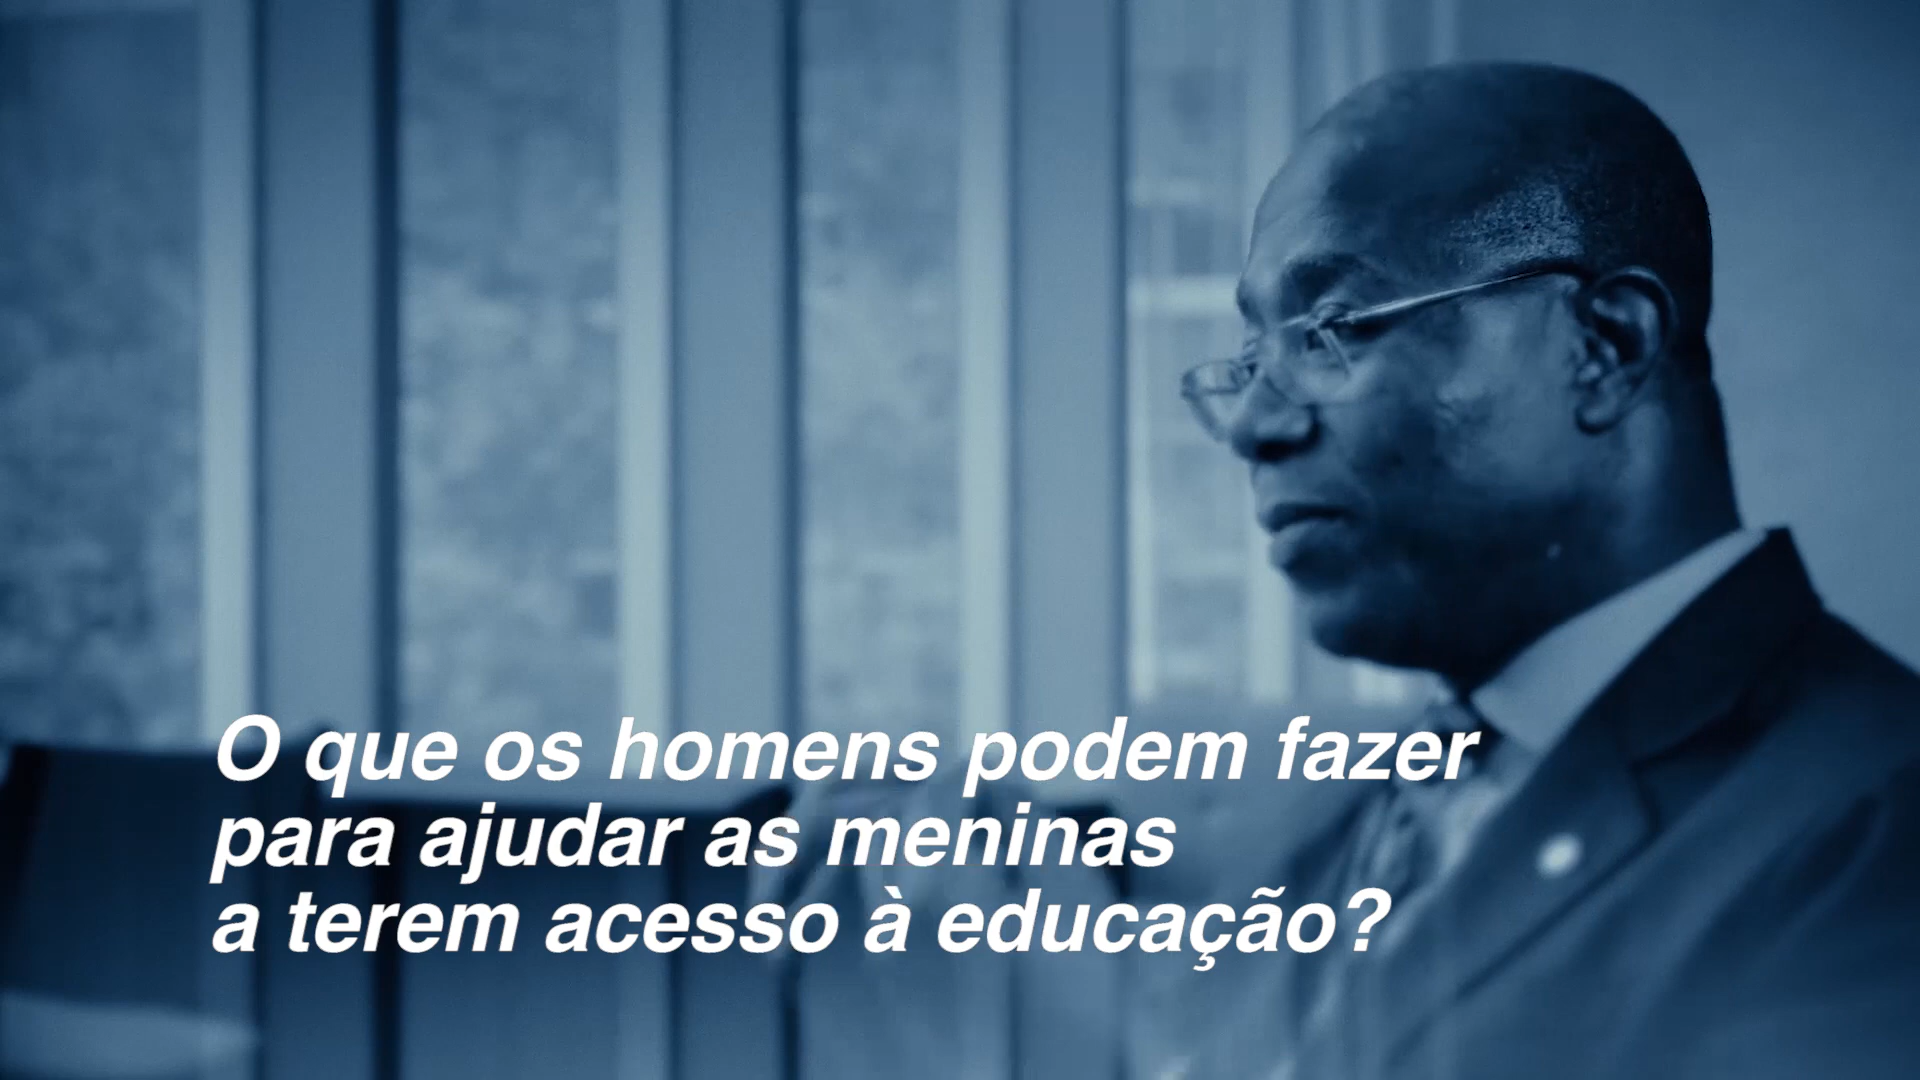 O que os homens podem fazer
para ajudar as meninas
a terem acesso à educação?